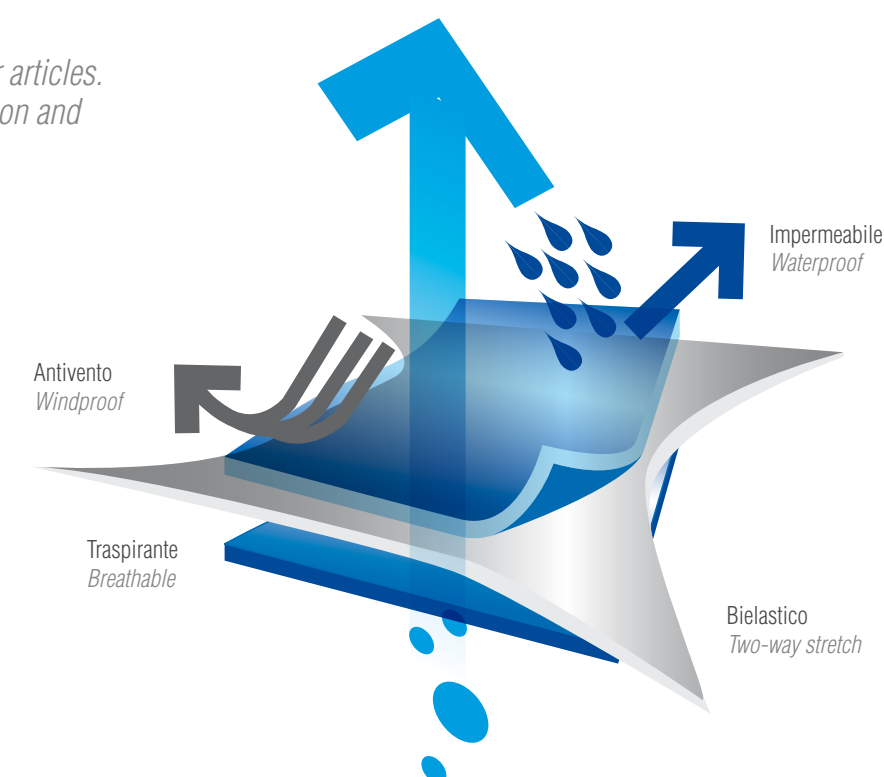 articles.
on and
Impermeabile
Waterproof
Antivento
Windproof
Traspirante
Breathable
Bielastico
Two-way stretch